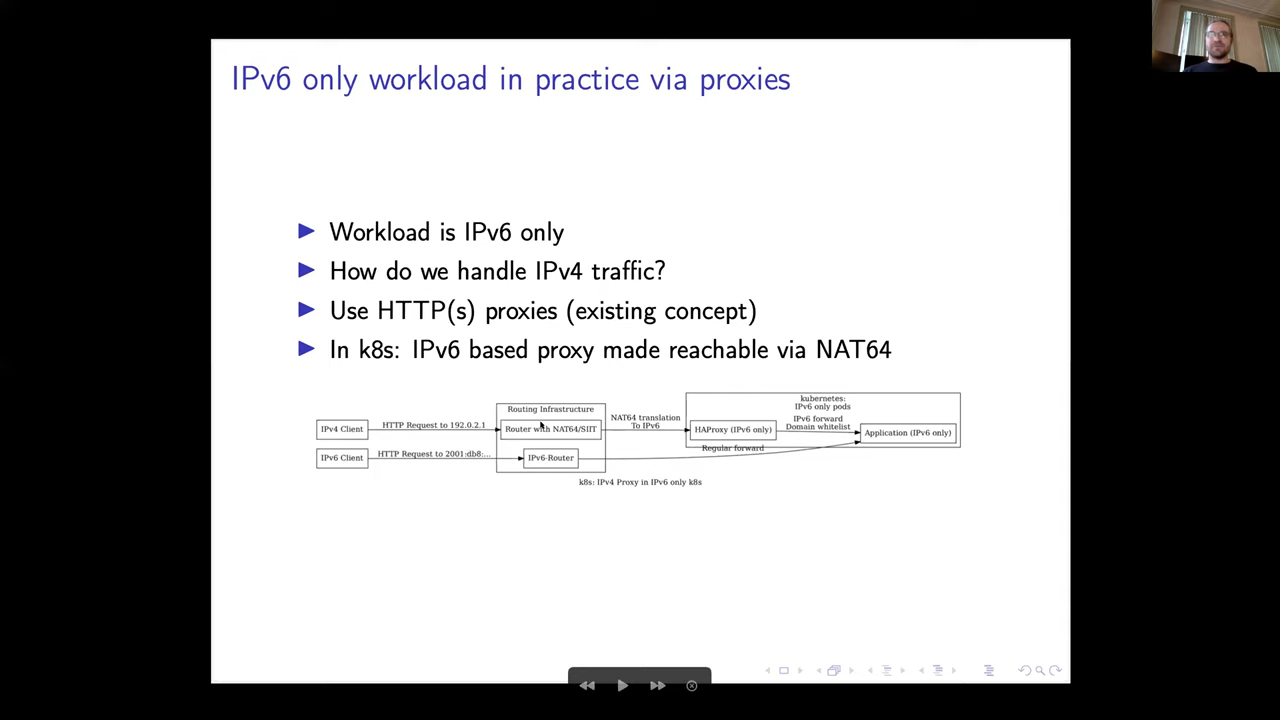 IPv6 only workload in practice via proxies
Workload is IPv6 only
How do we handle IPv4 traffic?
Use HTTP(s) proxies (existing concept)
In k8s: IPv6 based proxy made reachable via NAT64
Routing Infrastructure
kubernetes:
IPv6 only pods
IPv4 Client
HTTP Request to 192.0.2.1
Router with NAT64/SIIT
NAT64 translation
To IPv6
HAProxy (IPv6 only)
IPv6 forward
Domain whitelist
Application (IPv6 only)
IPv6 Client
HTTP Request to 2001:db8:...
IPv6-Router
Regular forward
k8s: IPv4 Proxy in IPv6 only k8s